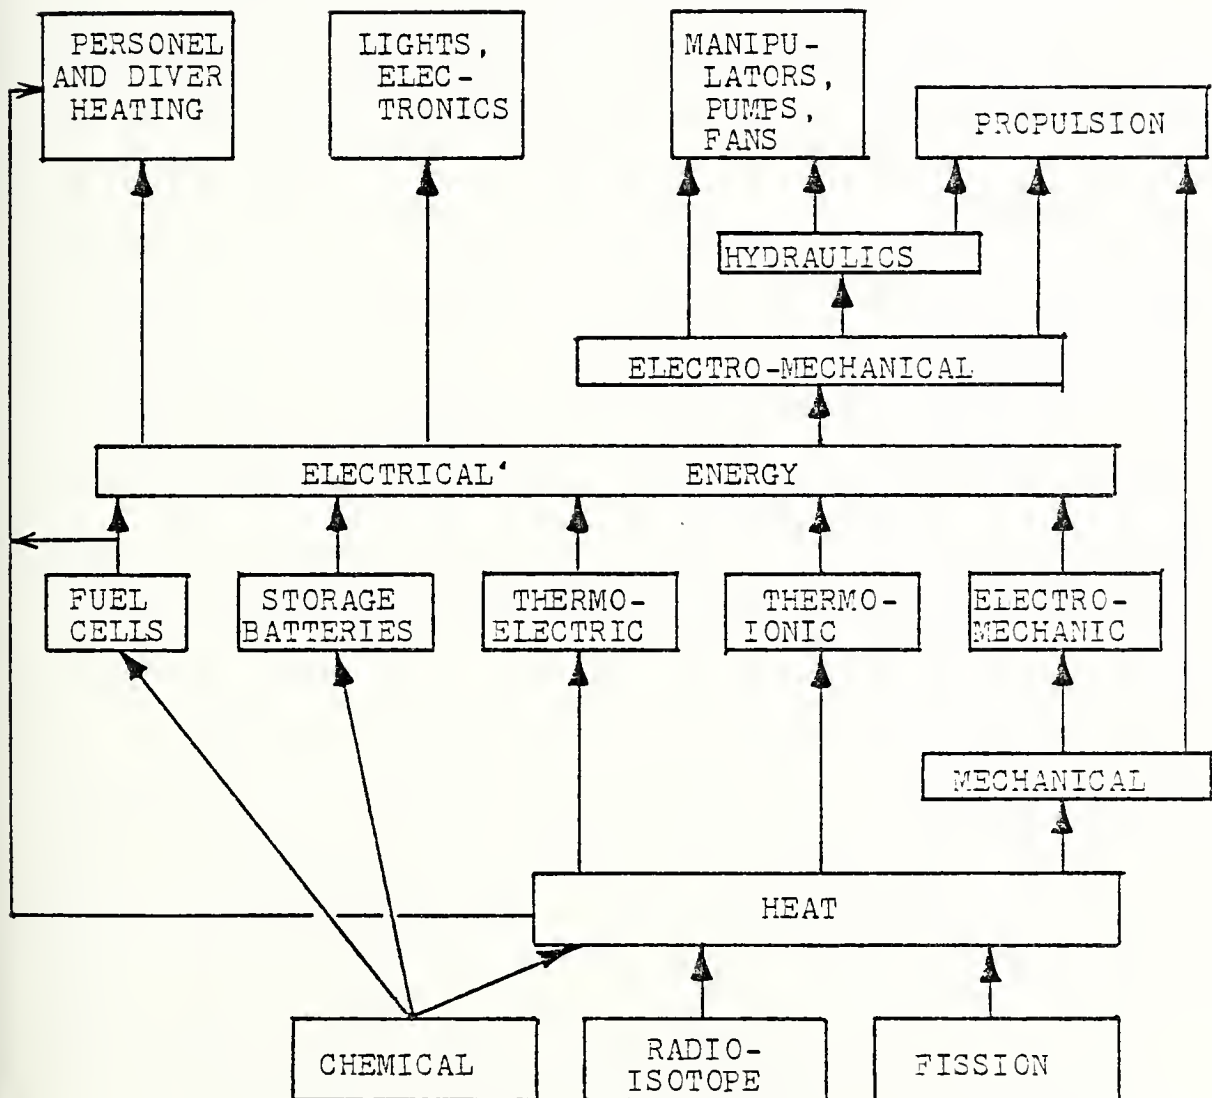 PERSONEL
AND DIVER
HEATING
LIGHTS,
ELEC-
TRONICS
MANIPU-
LATORS,
PUMPS,
FANS
PROPULSION
HYDRAULICS
ELECTRO-MECHANICAL
ELECTRICAL ENERGY
FUEL
CELLS
STORAGE
BATTERIES
THERMO-
ELECTRIC
THERMO-
IONIC
ELECTRO-
MECHANIC
MECHANICAL
HEAT
CHEMICAL
RADIO-
ISOTOPE
FISSION